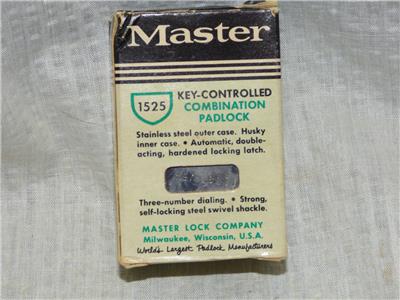 Master
1525
KEY-CONTROLLED
COMBINATION
PADLOCK
Stainless steel outer case. Husky
inner case. • Automatic, double-
acting, hardened locking latch.
Three-number dialing. • Strong,
self-locking steel swivel shackle.
MASTER LOCK COMPANY
Milwaukee, Wisconsin, U.S.A.
World's Largest Padlock Manufacturers